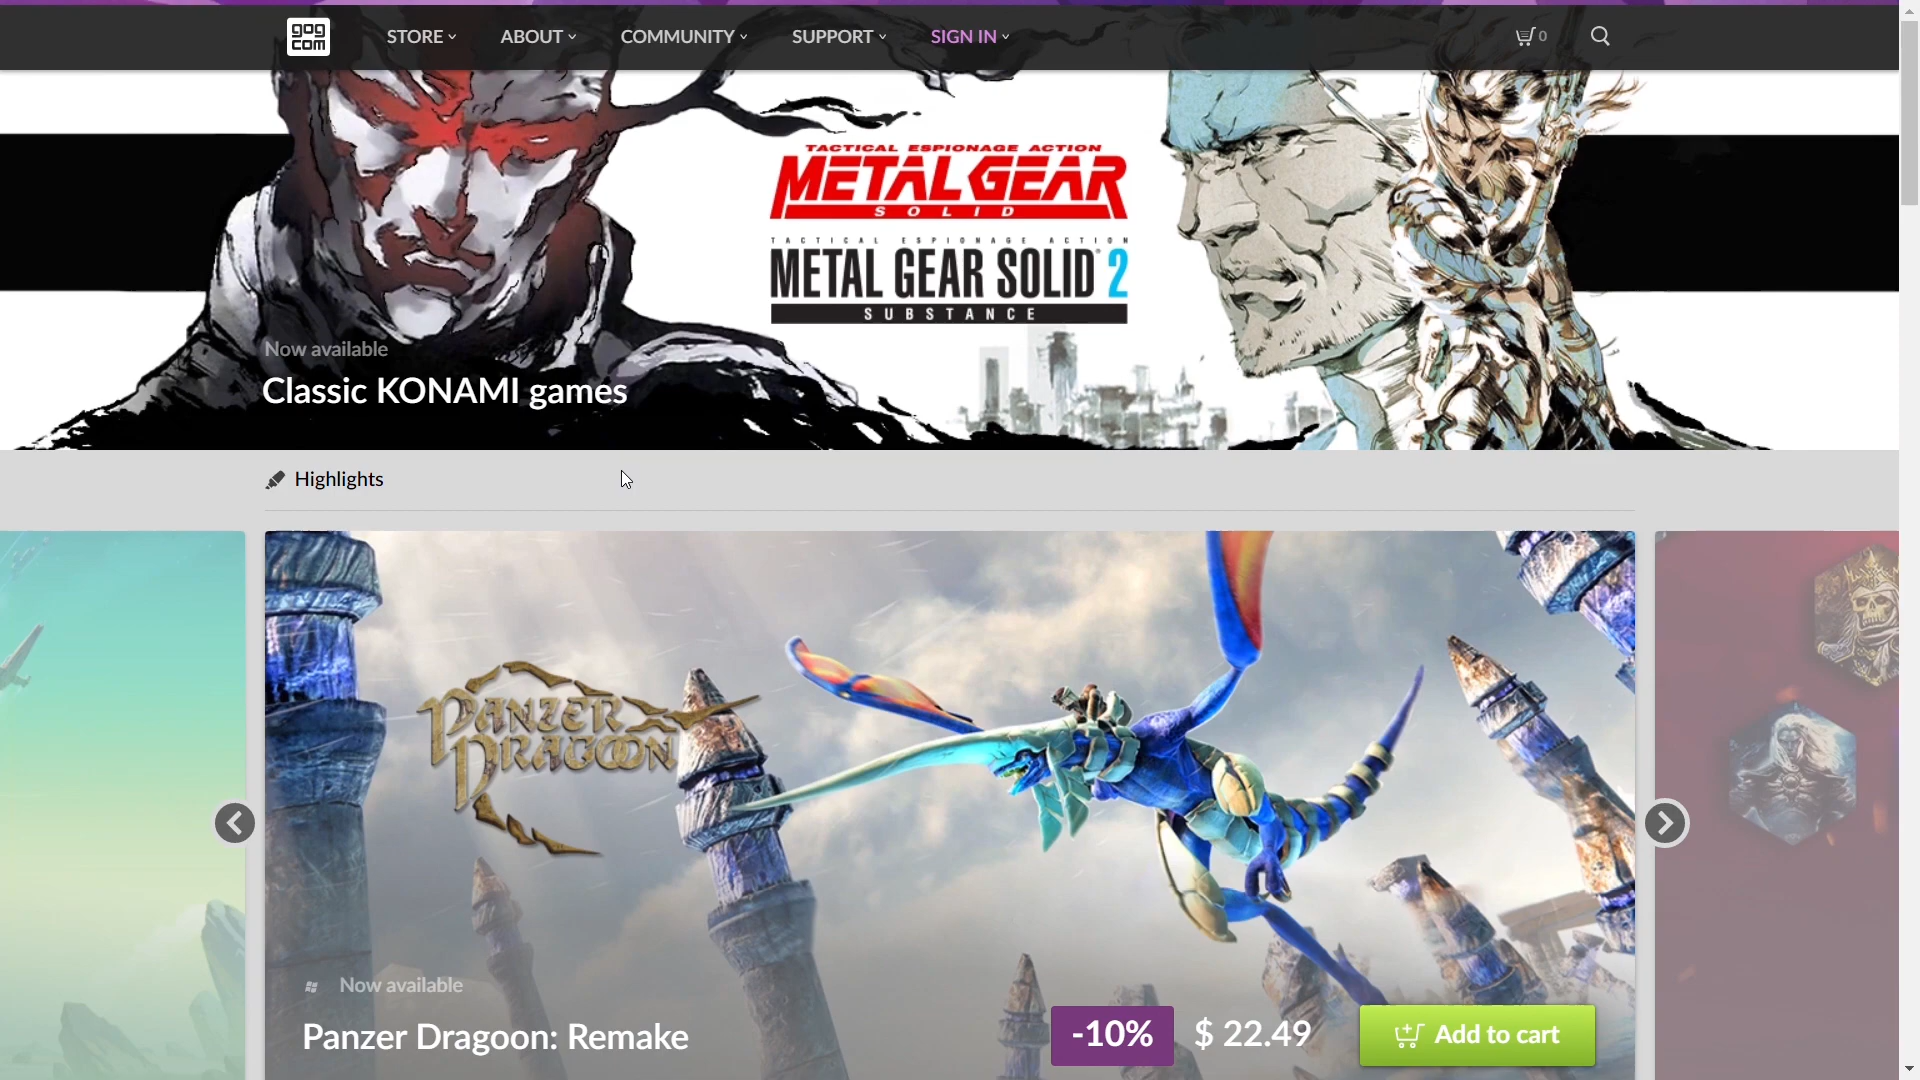 gog
com
STORE
ABOUT
COMMUNITY
SUPPORT
SIGN IN
0
TACTICAL ESPIONAGE ACTION
METAL GEAR
SOLID
TACTICAL ESPIONAGE ACTION
METAL GEAR SOLID 2
SUBSTANCE
Now available
Classic KONAMI games
Highlights
PANZER
DRAGOON
Now available
Panzer Dragoon: Remake
-10%
$ 22.49
Add to cart